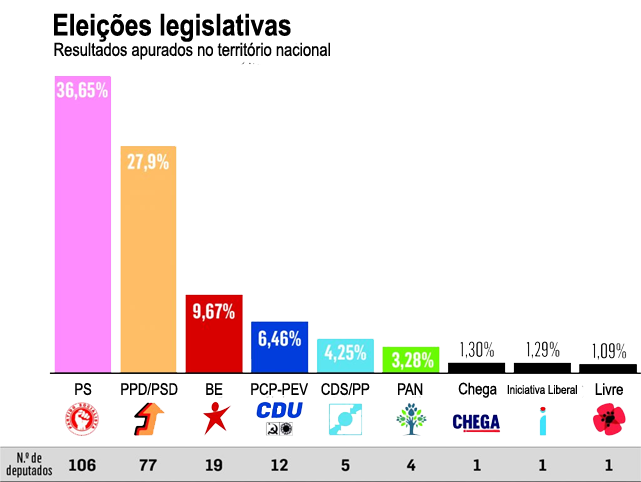 Eleições legislativas
Resultados apurados no território nacional
36,65%
27,9%
9,67%
6,46%
4,25%
3,28%
1,30%
1,29%
1,09%
PS PPD/PSD BE PCP-PEV CDS/PP PAN Chega Iniciativa Liberal Livre
CDU
CHEGA
N.º de
deputados 106 77 19 12 5 4 1 1 1